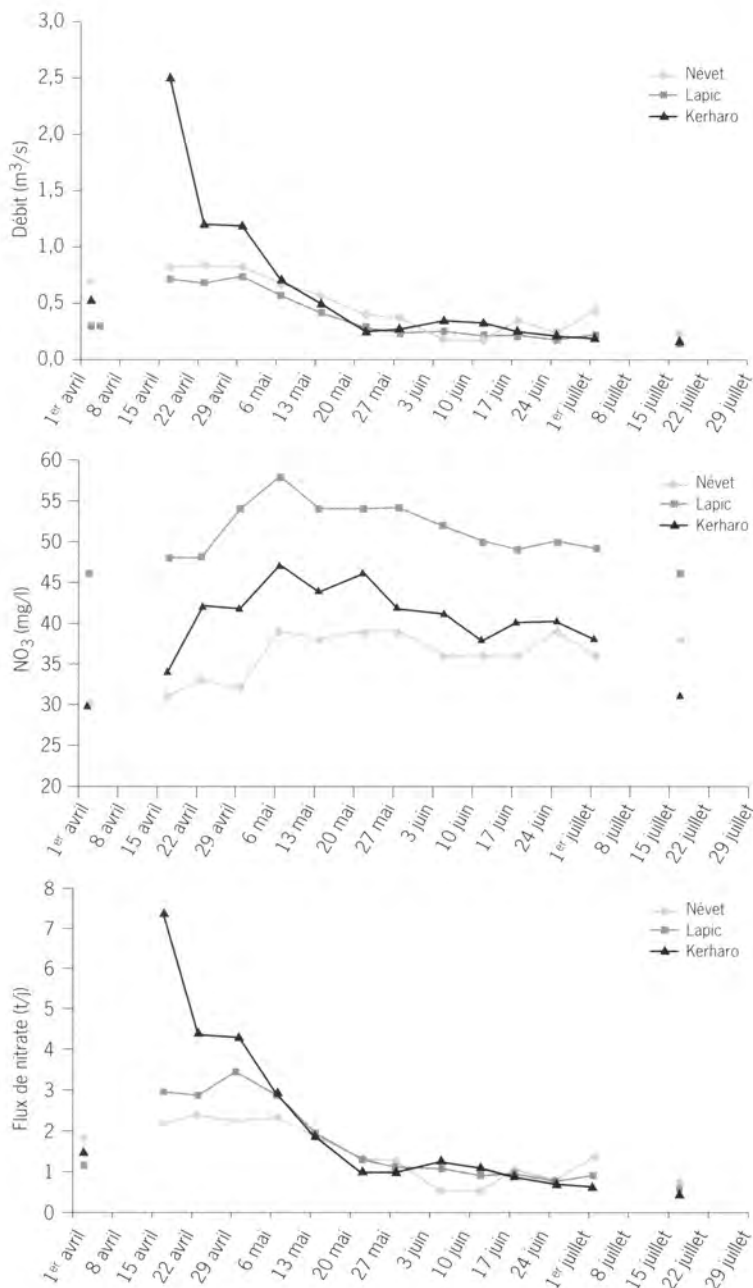 3,0
2,5
2,0
1,5
1,0
0,5
0,0
Débit (m³/s)
Névet
Lapic
Kerharo
1er avril
8 avril
15 avril
22 avril
29 avril
6 mai
13 mai
20 mai
27 mai
3 juin
10 juin
17 juin
24 juin
1er juillet
8 juillet
15 juillet
22 juillet
29 juillet
60
55
50
45
40
35
30
25
20
NO₃ (mg/l)
Névet
Lapic
Kerharo
1er avril
8 avril
15 avril
22 avril
29 avril
6 mai
13 mai
20 mai
27 mai
3 juin
10 juin
17 juin
24 juin
1er juillet
8 juillet
15 juillet
22 juillet
29 juillet
8
7
6
5
4
3
2
1
0
Flux de nitrate (t/j)
Névet
Lapic
Kerharo
1er avril
8 avril
15 avril
22 avril
29 avril
6 mai
13 mai
20 mai
27 mai
3 juin
10 juin
17 juin
24 juin
1er juillet
8 juillet
15 juillet
22 juillet
29 juillet